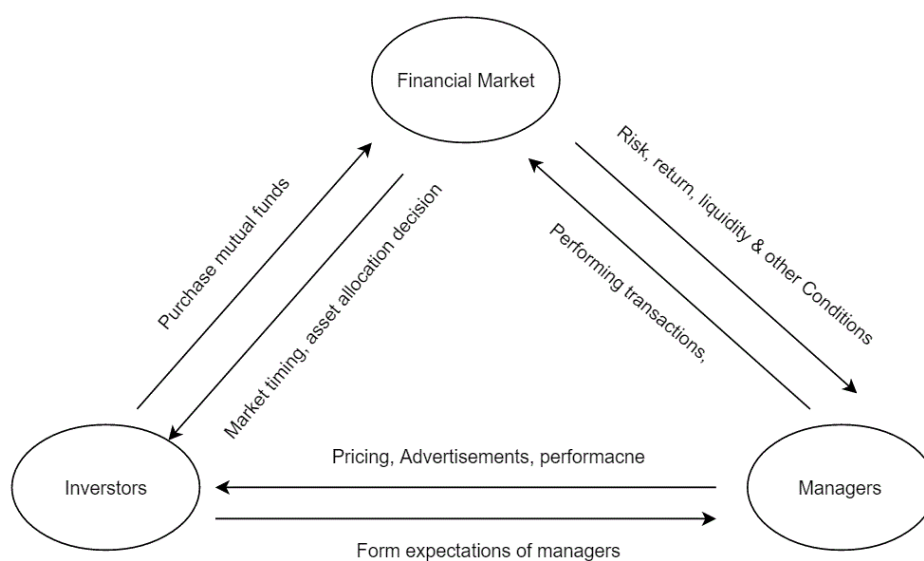 Financial Market
Purchase mutual funds
Market timing, asset allocation decision
Performing transactions,
Risk, return, liquidity & other Conditions
Pricing, Advertisements, performacne
Inverstors
Managers
Form expectations of managers